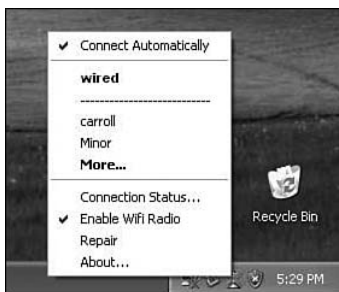 Connect Automatically
wired
carroll
Minor
More...
Connection Status...
Enable Wifi Radio
Repair
About...
Recycle Bin
5:29 PM